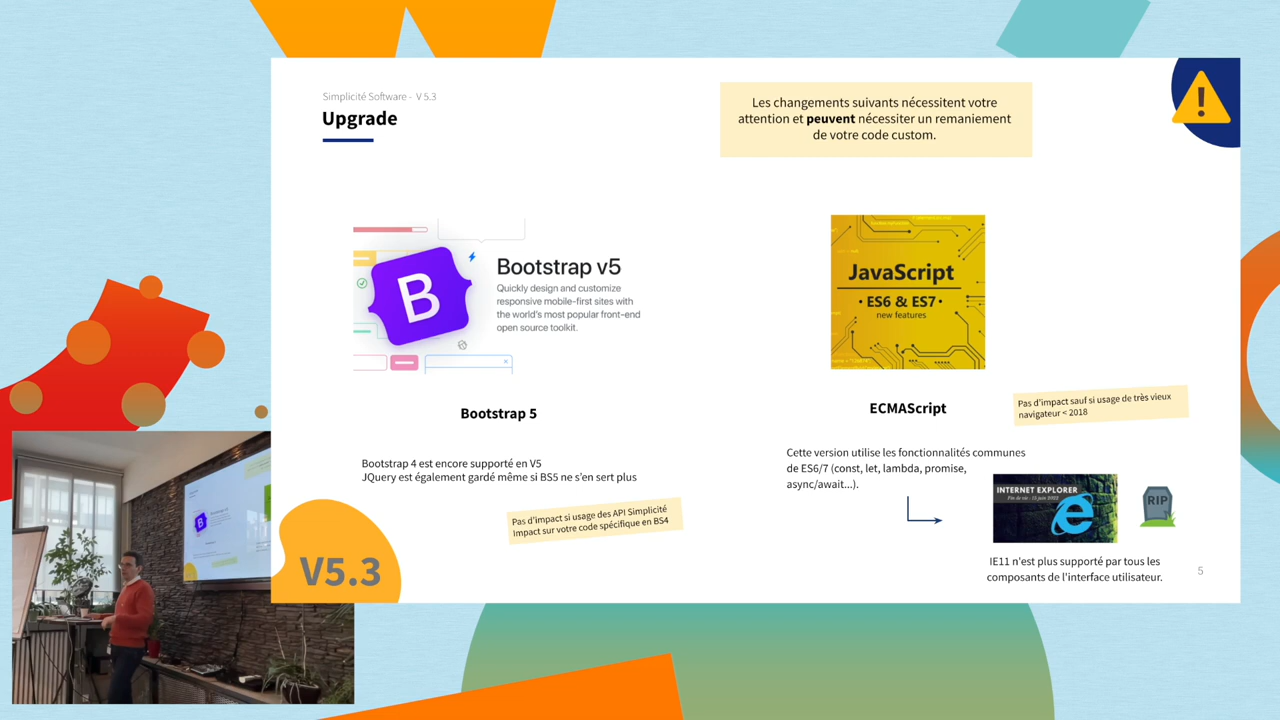 Simplicité Software - V 5.3
Upgrade
Les changements suivants nécessitent votre
attention et peuvent nécessiter un remaniement
de votre code custom.
Bootstrap v5
Quickly design and customize
responsive mobile-first sites with
the world's most popular front-end
open source toolkit.
B
Bootstrap 5
Bootstrap 4 est encore supporté en V5
JQuery est également gardé même si BS5 ne s'en sert plus
Pas d'impact si usage des API Simplicité
Impact sur votre code spécifique en BS4
V5.3
JavaScript
• ES6 & ES7 •
new features
ECMAScript
Pas d'impact sauf si usage de très vieux
navigateur < 2018
Cette version utilise les fonctionnalités communes
de ES6/7 (const, let, lambda, promise,
async/await...).
INTERNET EXPLORER
Fin de vie - 15 juin 2022
RIP
IE11 n'est plus supporté par tous les
composants de l'interface utilisateur.
5